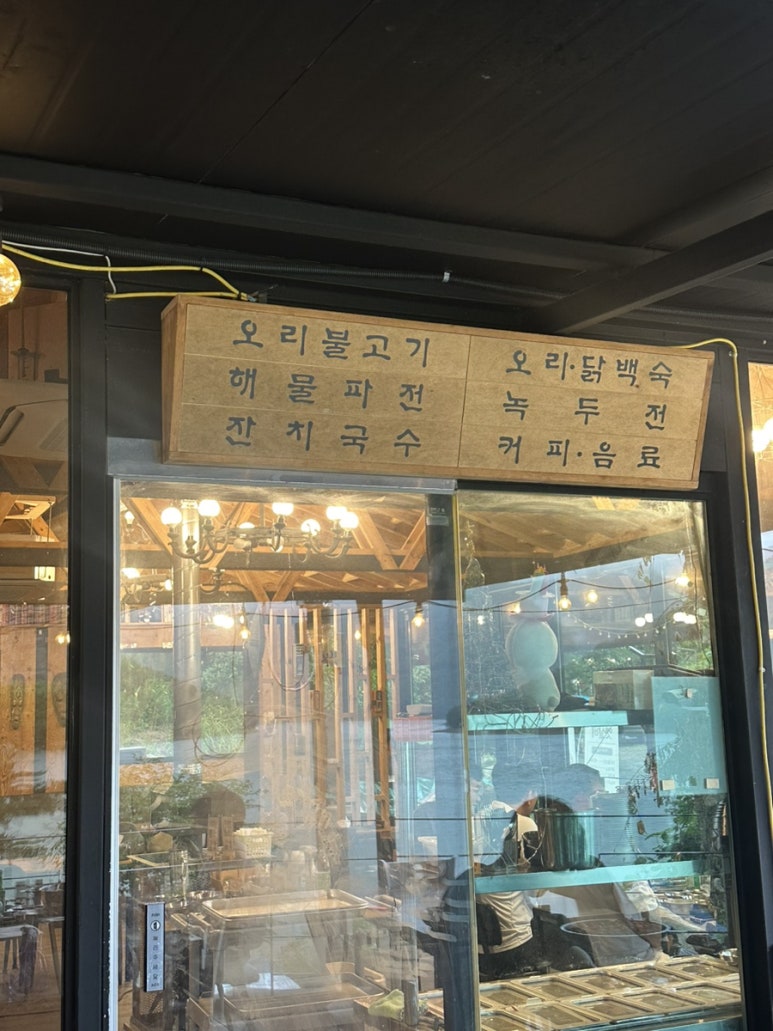 오리불고기
해물파전
잔치국수
오리·닭백숙
녹두전
커피·음료